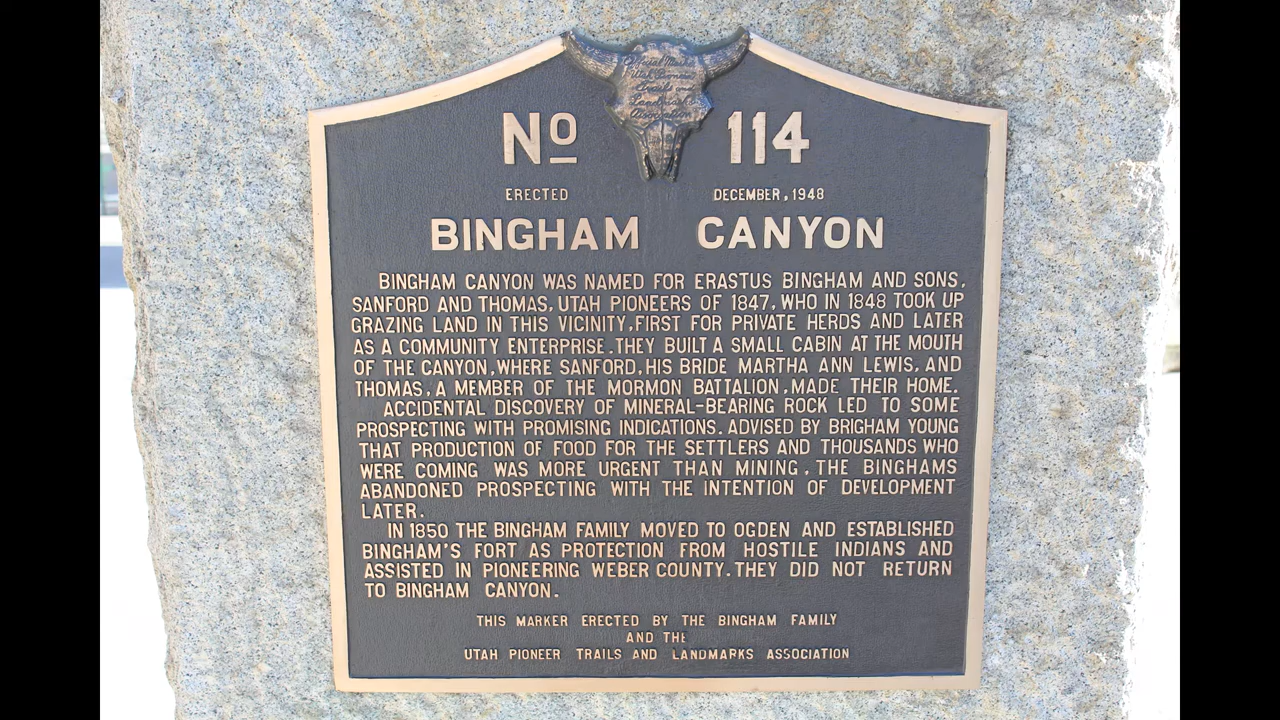 Official Marker
Utah Pioneer
Trails and
Landmarks
Association
Nº 114
ERECTED DECEMBER, 1948
BINGHAM CANYON
BINGHAM CANYON WAS NAMED FOR ERASTUS BINGHAM AND SONS,
SANFORD AND THOMAS, UTAH PIONEERS OF 1847, WHO IN 1848 TOOK UP
GRAZING LAND IN THIS VICINITY, FIRST FOR PRIVATE HERDS AND LATER
AS A COMMUNITY ENTERPRISE. THEY BUILT A SMALL CABIN AT THE MOUTH
OF THE CANYON, WHERE SANFORD, HIS BRIDE MARTHA ANN LEWIS, AND
THOMAS, A MEMBER OF THE MORMON BATTALION, MADE THEIR HOME.
ACCIDENTAL DISCOVERY OF MINERAL-BEARING ROCK LED TO SOME
PROSPECTING WITH PROMISING INDICATIONS. ADVISED BY BRIGHAM YOUNG
THAT PRODUCTION OF FOOD FOR THE SETTLERS AND THOUSANDS WHO
WERE COMING WAS MORE URGENT THAN MINING, THE BINGHAMS
ABANDONED PROSPECTING WITH THE INTENTION OF DEVELOPMENT
LATER.
IN 1850 THE BINGHAM FAMILY MOVED TO OGDEN AND ESTABLISHED
BINGHAM'S FORT AS PROTECTION FROM HOSTILE INDIANS AND
ASSISTED IN PIONEERING WEBER COUNTY. THEY DID NOT RETURN
TO BINGHAM CANYON.
THIS MARKER ERECTED BY THE BINGHAM FAMILY
AND THE
UTAH PIONEER TRAILS AND LANDMARKS ASSOCIATION